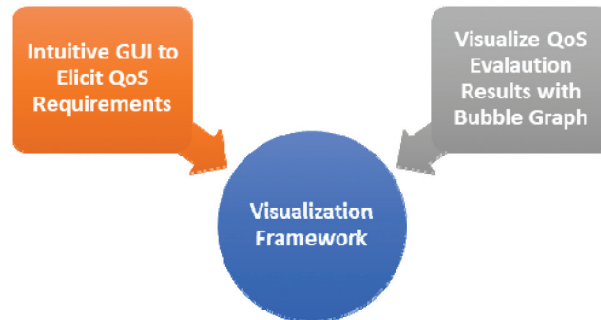 Intuitive GUI to
Elicit QoS
Requirements
Visualize QoS
Evalaution
Results with
Bubble Graph
Visualization
Framework